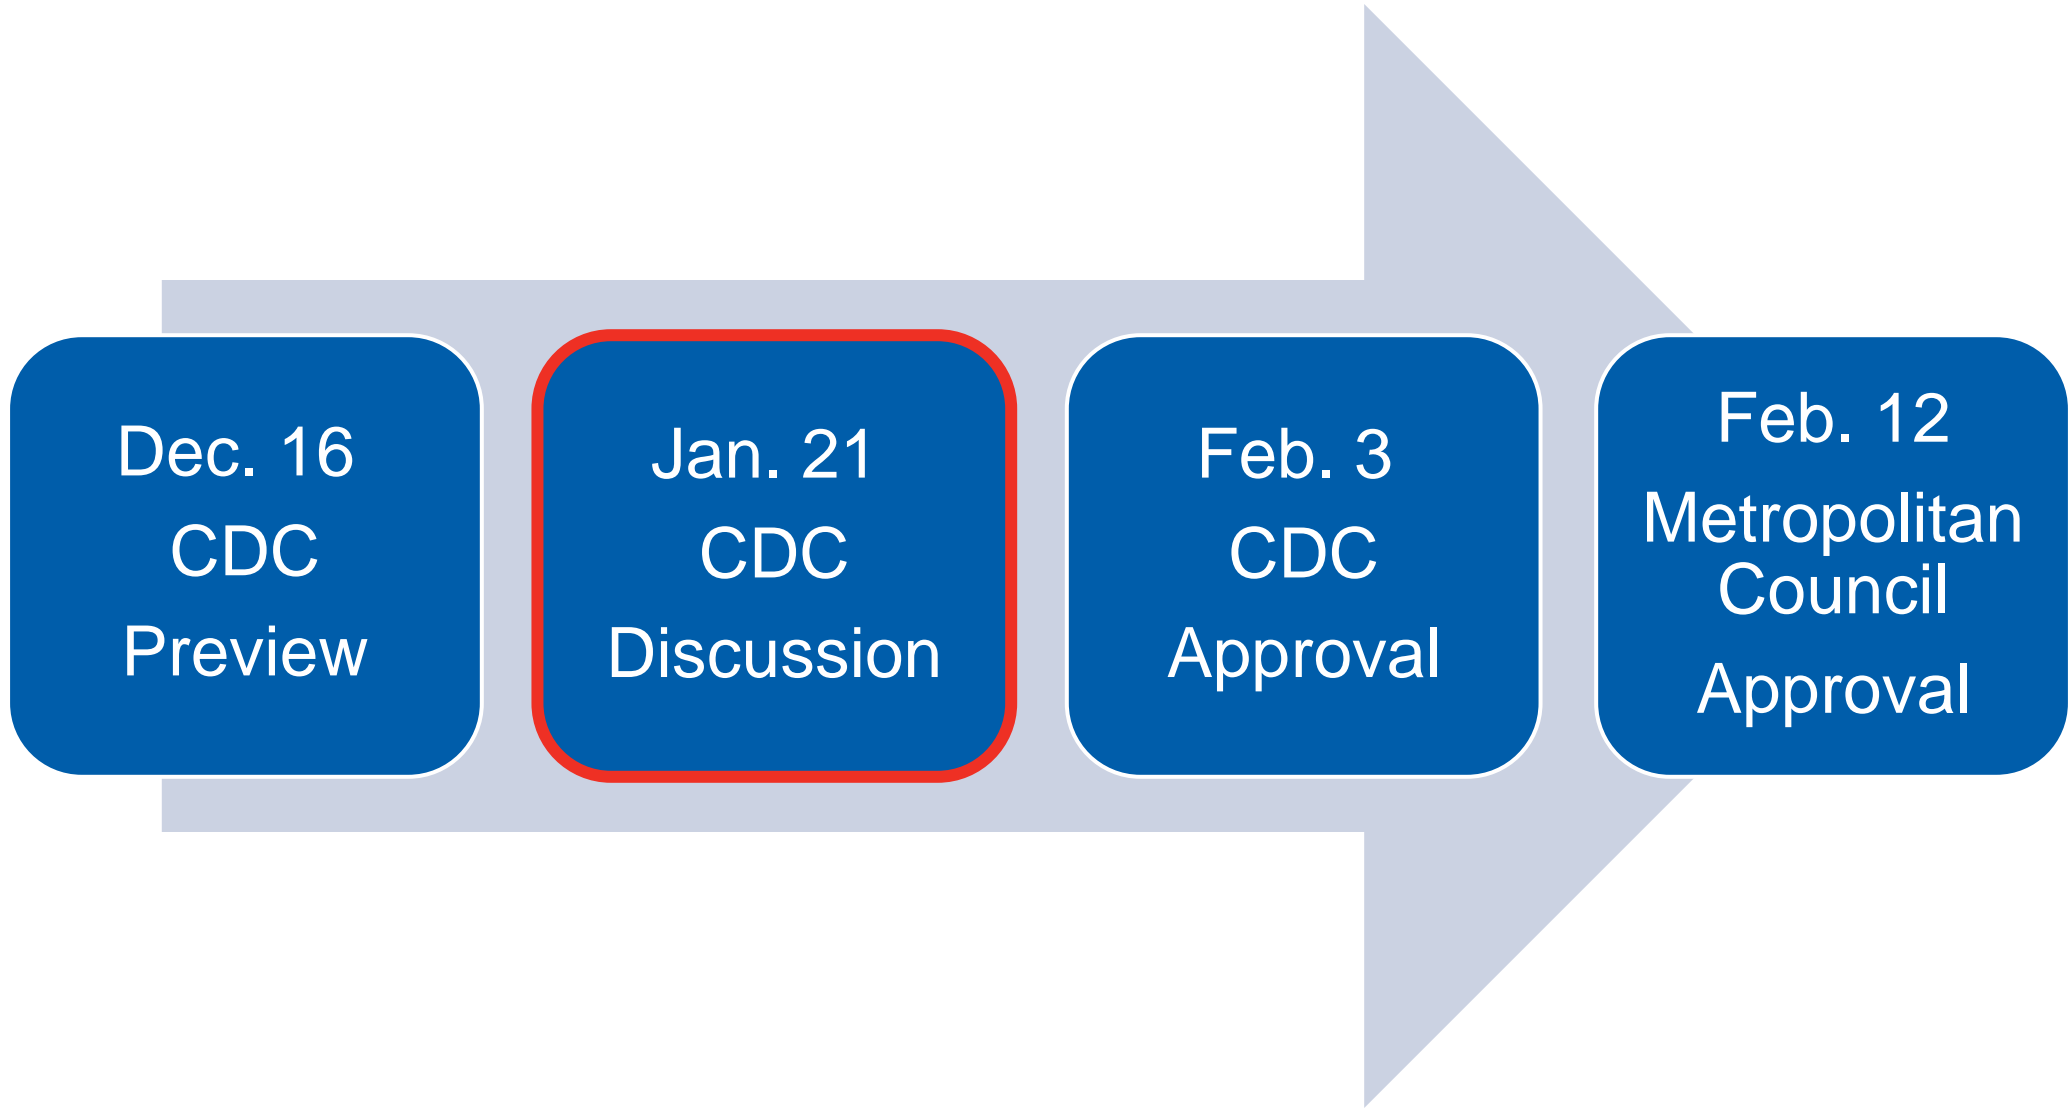 Dec. 16
CDC
Preview
Jan. 21
CDC
Discussion
Feb. 3
CDC
Approval
Feb. 12
Metropolitan
Council
Approval